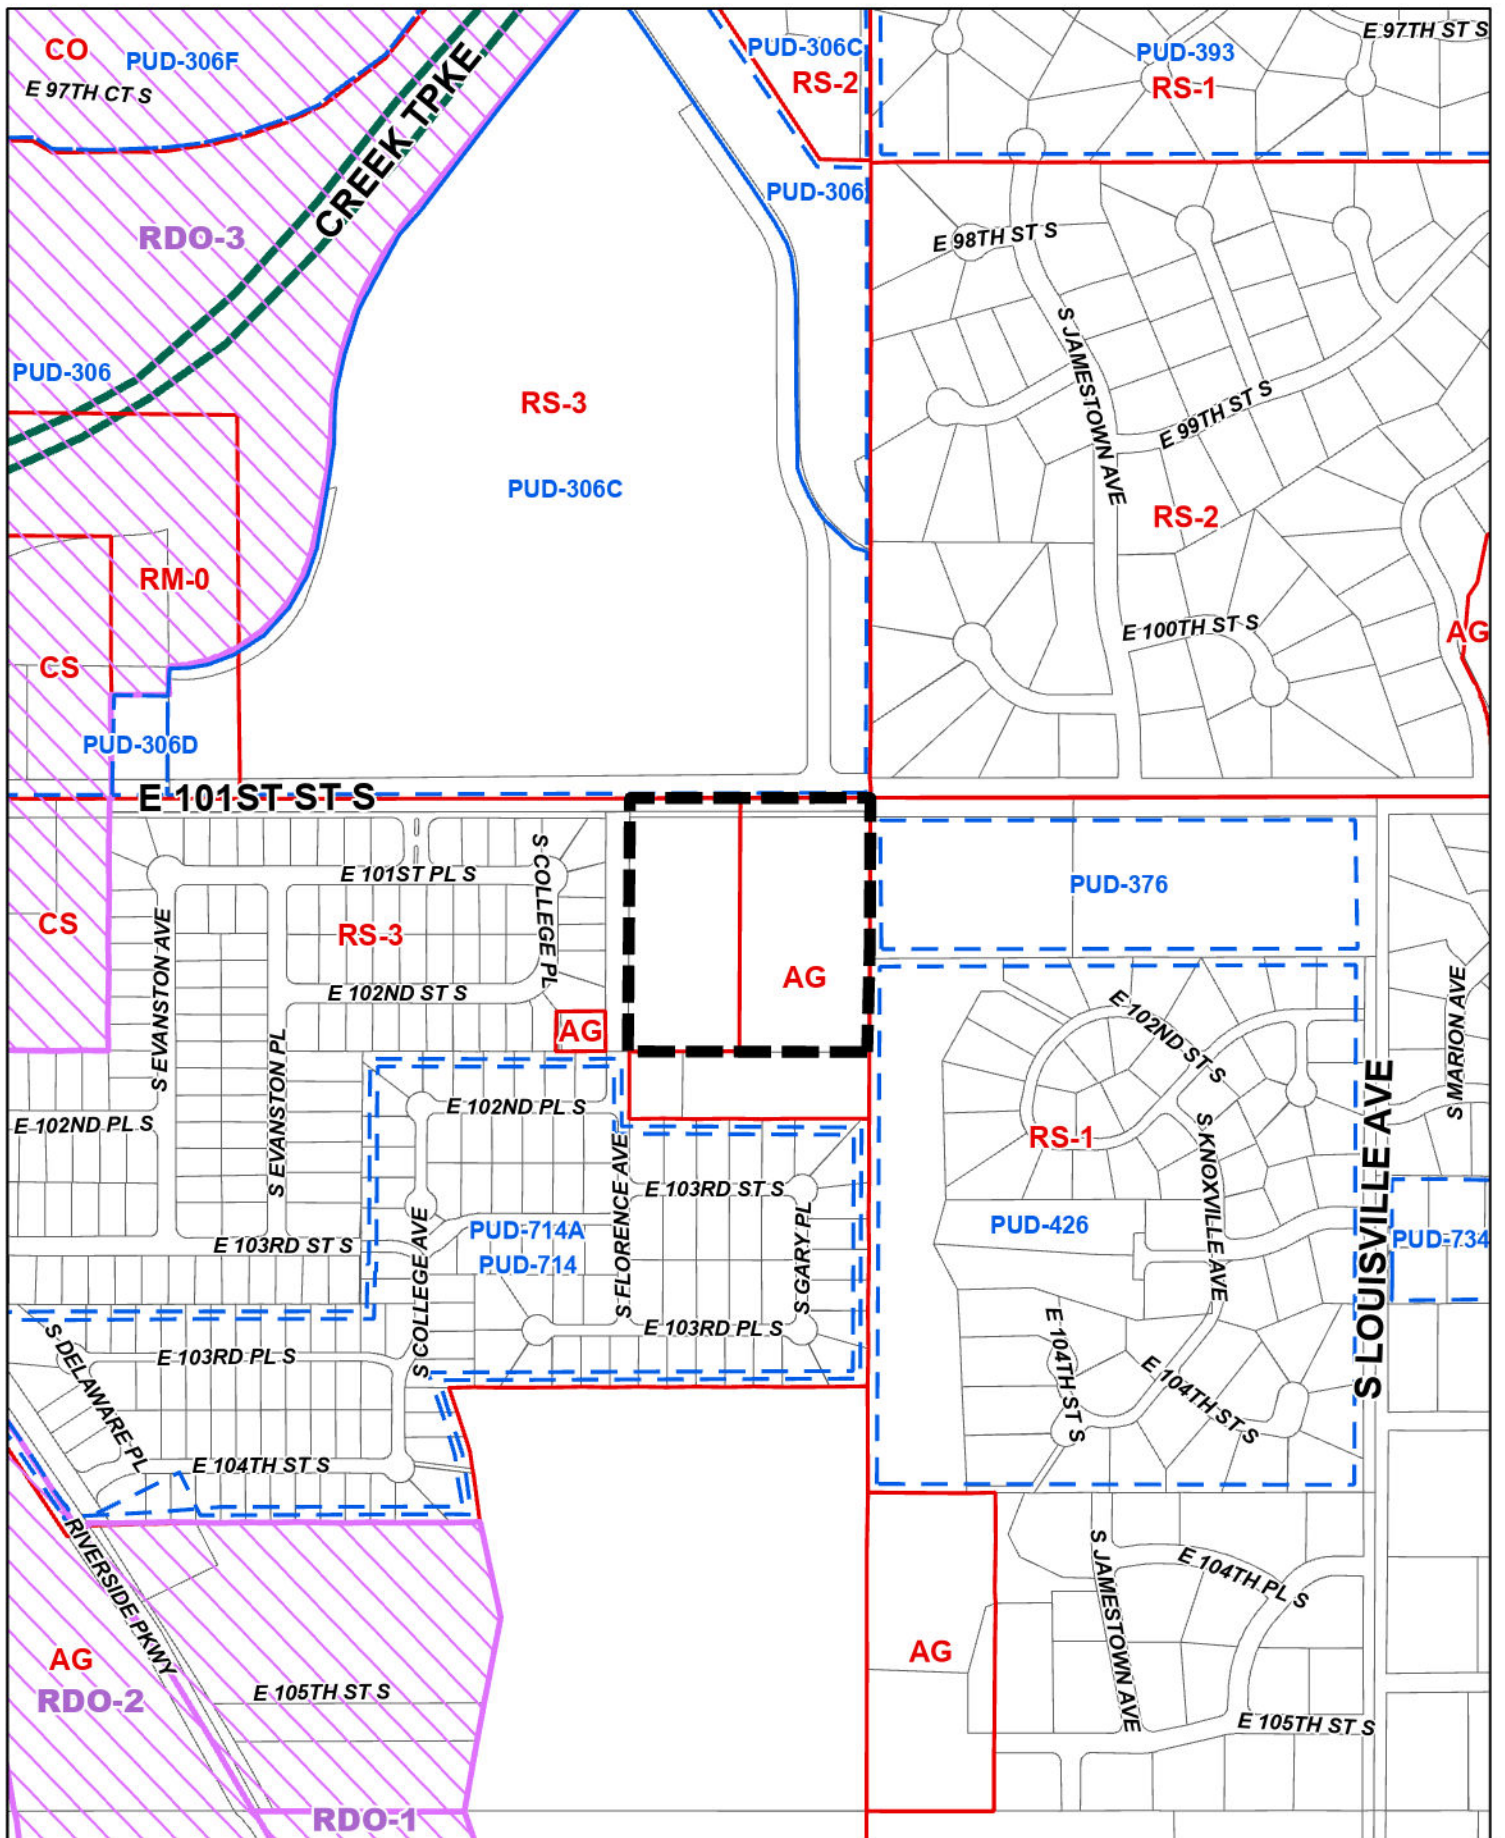 CO
PUD-306F
E 97TH CT S
CREEK TPKE
PUD-306C
RS-2
PUD-393
RS-1
E 97TH ST S
PUD-306
RDO-3
E 98TH ST S
S JAMESTOWN AVE
PUD-306
RS-3
E 99TH ST S
PUD-306C
RS-2
RM-0
E 100TH ST S
AG
CS
PUD-306D
E 101ST ST S
S COLLEGE PL
E 101ST PL S
PUD-376
CS
RS-3
S EVANSTON AVE
AG
E 102ND ST S
AG
E 102ND ST S
S MARION AVE
S EVANSTON PL
E 102ND PL S
E 102ND PL S
RS-1
S KNOXVILLE AVE
S LOUISVILLE AVE
S FLORENCE AVE
E 103RD ST S
S GARY PL
PUD-714A
PUD-714
PUD-426
PUD-734
E 103RD ST S
S COLLEGE AVE
E 103RD PL S
E 103RD PL S
S DELAWARE PL
E 104TH ST S
E 104TH ST S
E 104TH ST S
RIVERSIDE PKWY
S JAMESTOWN AVE
E 104TH PL S
AG
RDO-2
AG
E 105TH ST S
E 105TH ST S
RDO-1